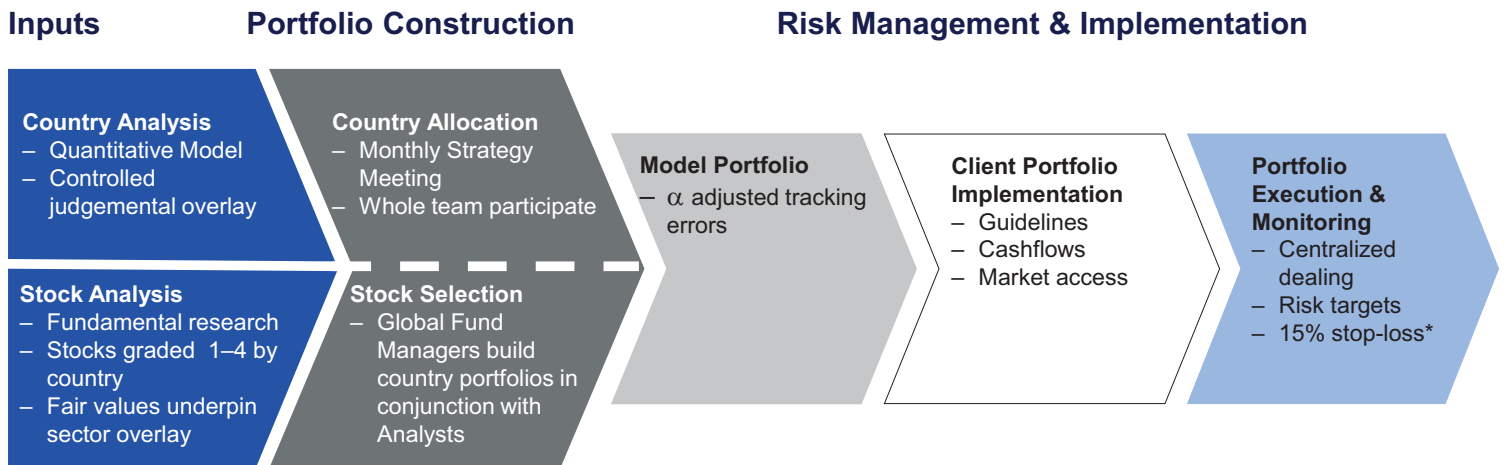 Inputs
Portfolio Construction
Risk Management & Implementation
Country Analysis
– Quantitative Model
– Controlled
judgemental overlay
Stock Analysis
– Fundamental research
– Stocks graded 1–4 by
country
– Fair values underpin
sector overlay
Country Allocation
– Monthly Strategy
Meeting
– Whole team participate
Stock Selection
– Global Fund
Managers build
country portfolios in
conjunction with
Analysts
Model Portfolio
– α adjusted tracking
errors
Client Portfolio
Implementation
– Guidelines
– Cashflows
– Market access
Portfolio
Execution &
Monitoring
– Centralized
dealing
– Risk targets
– 15% stop-loss*